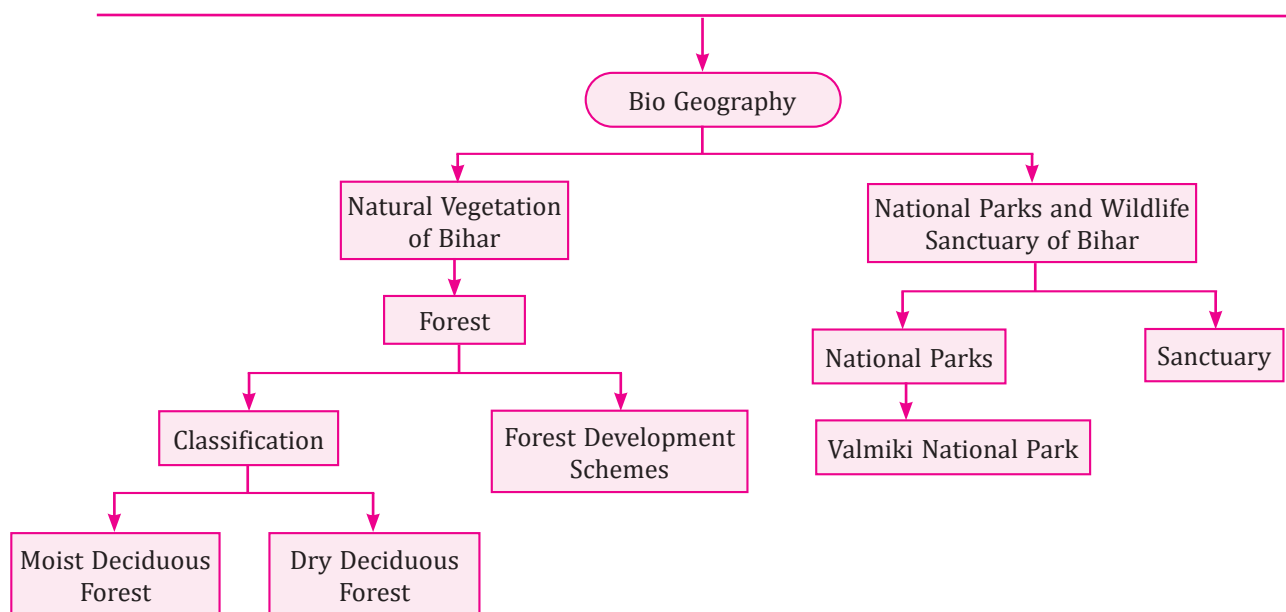 Bio Geography
Natural Vegetation
of Bihar
National Parks and Wildlife
Sanctuary of Bihar
Forest
National Parks
Sanctuary
Classification
Forest Development
Schemes
Valmiki National Park
Moist Deciduous
Forest
Dry Deciduous
Forest